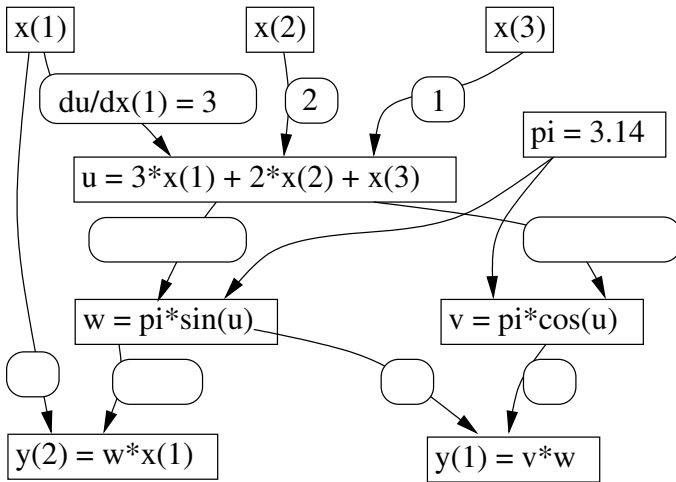 x(1)
x(2)
x(3)
du/dx(1) = 3
2
1
pi = 3.14
u = 3*x(1) + 2*x(2) + x(3)
w = pi*sin(u)
v = pi*cos(u)
y(2) = w*x(1)
y(1) = v*w